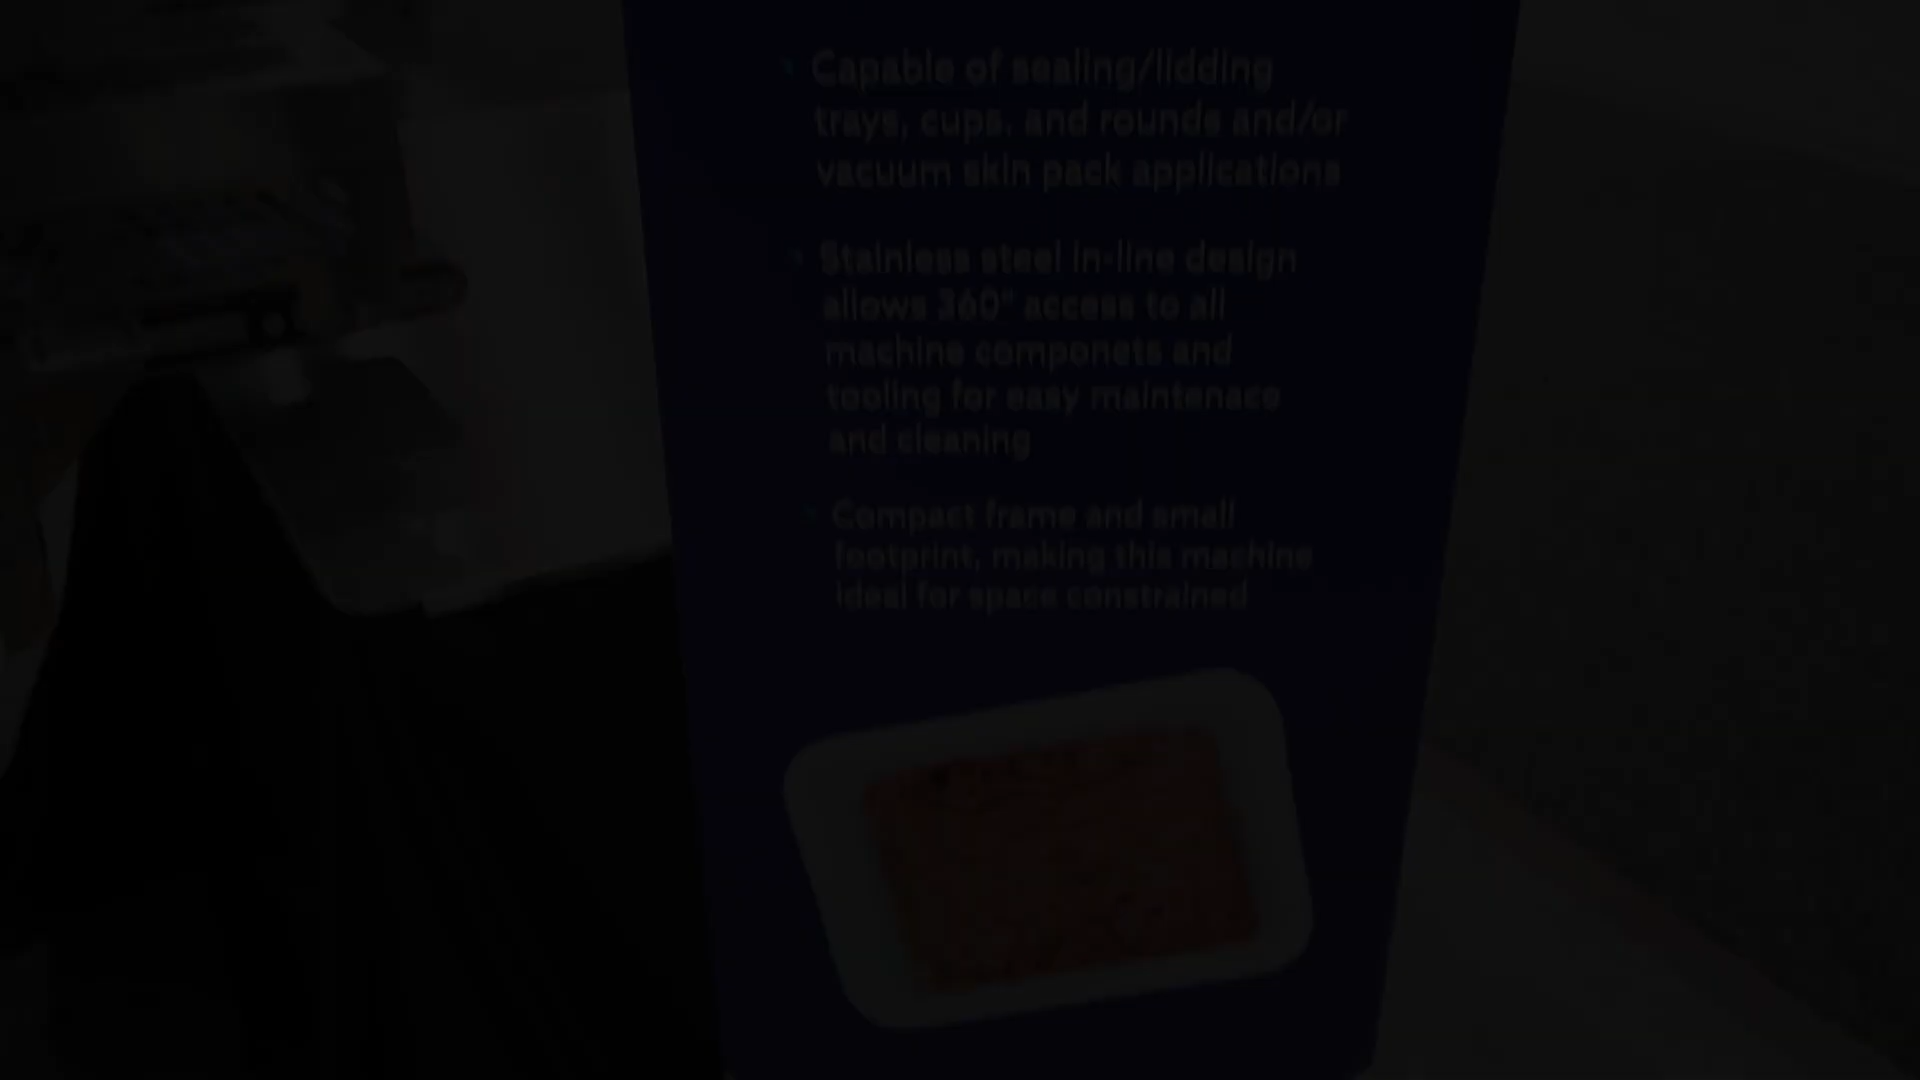 Capable of sealing/lidding
trays, cups, and rounds and/or
vacuum skin pack applications
Stainless steel in-line design
allows 360° access to all
machine componets and
tooling for easy maintenace
and cleaning
Compact frame and small
footprint, making this machine
ideal for space constrained